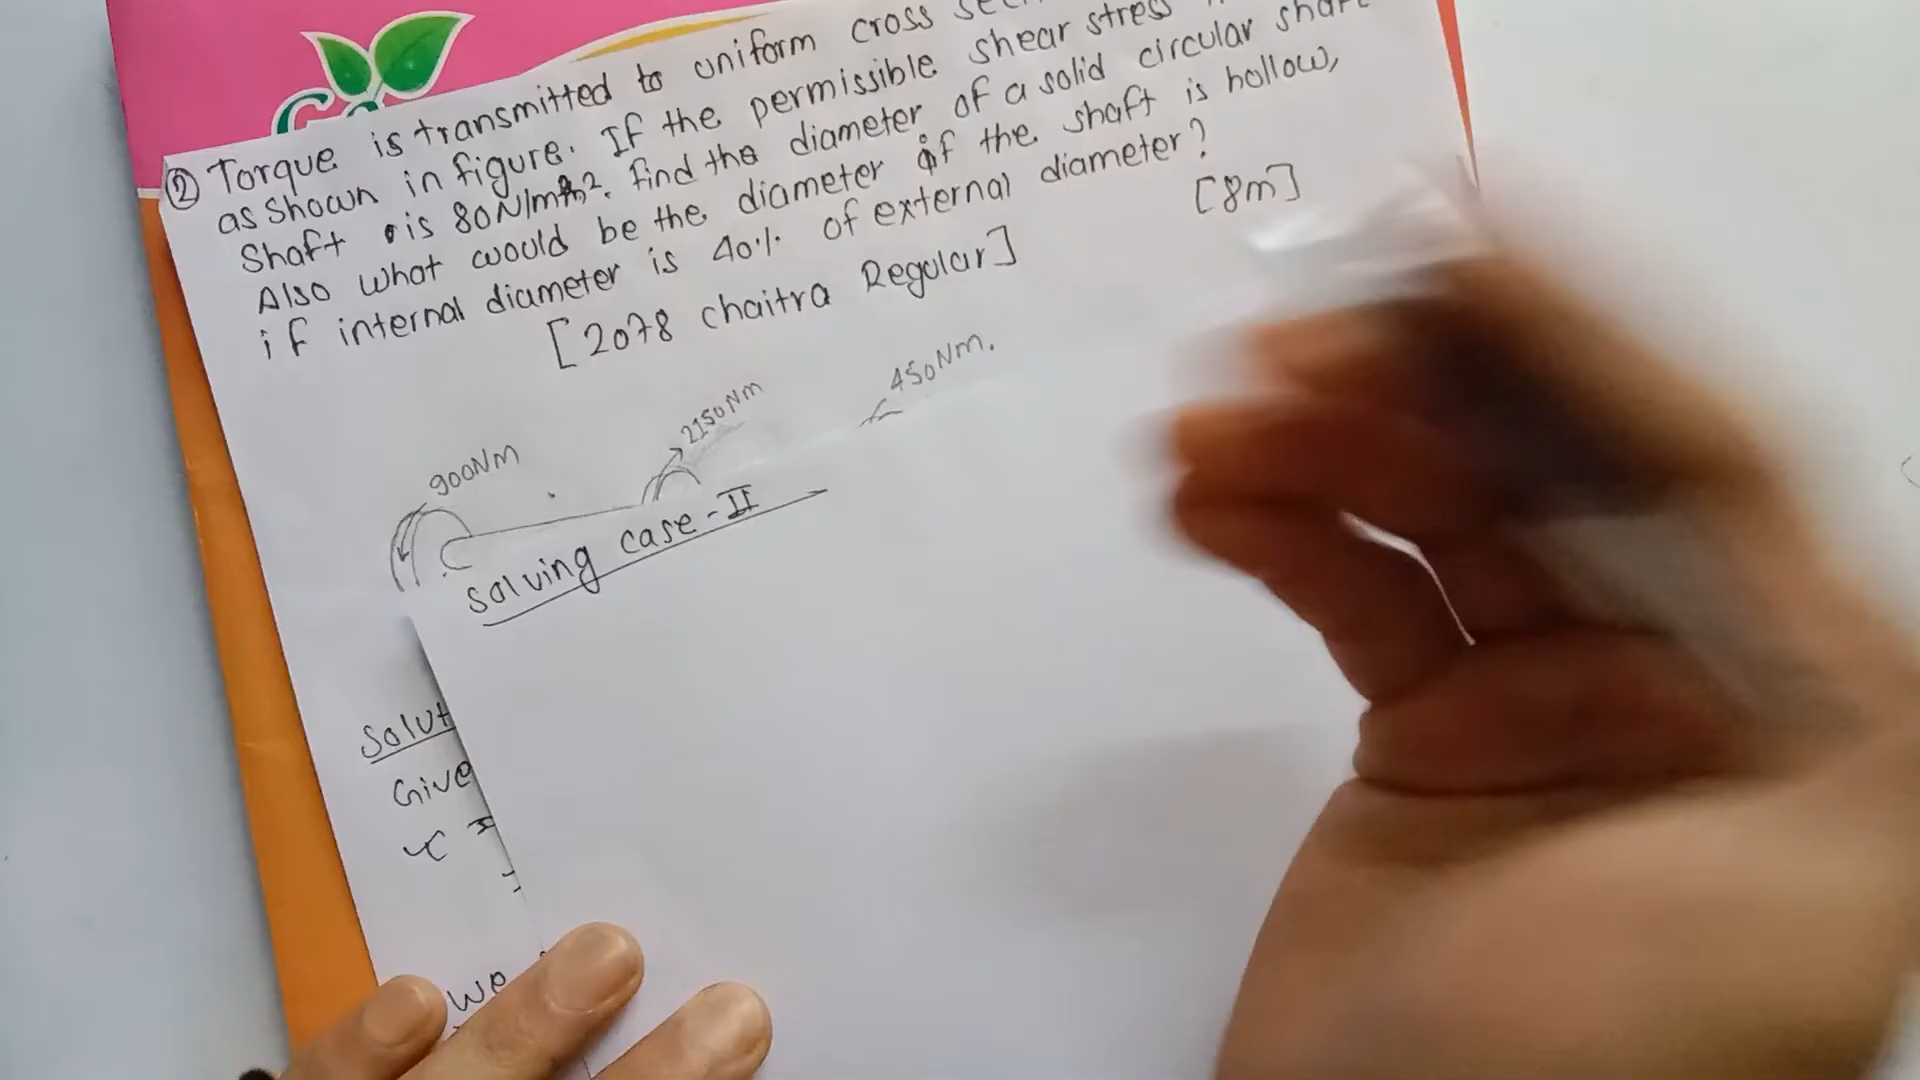 ② Torque is transmitted to uniform cross
as shown in figure. If the permissible shear stress
shaft is 80N/mm². Find the diameter of a solid circular shaft
Also what would be the diameter if the shaft is hollow,
if internal diameter is 40% of external diameter?
[8m]
[2078 chaitra Regular]
450Nm.
2150Nm
900Nm
Solving case-II
Solut
Give
We